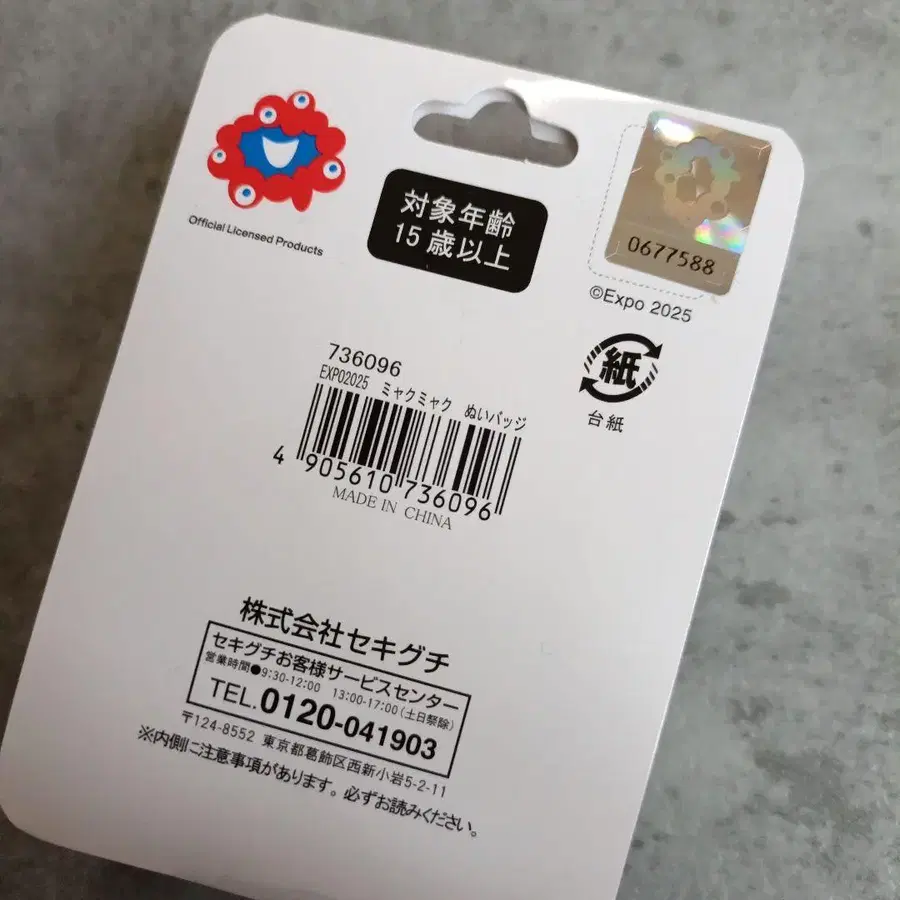 Official Licensed Products
対象年齢
15歳以上
0677588
©Expo 2025
紙
台紙
736096
EXPO2025 ミャクミャク ぬいバッジ
4 905610 736096
MADE IN CHINA
株式会社セキグチ
セキグチお客様サービスセンター
営業時間●9:30-12:00 13:00-17:00(土日祭除)
TEL.0120-041903
〒124-8552 東京都葛飾区西新小岩5-2-11
※内側に注意事項があります。必ずお読みください。